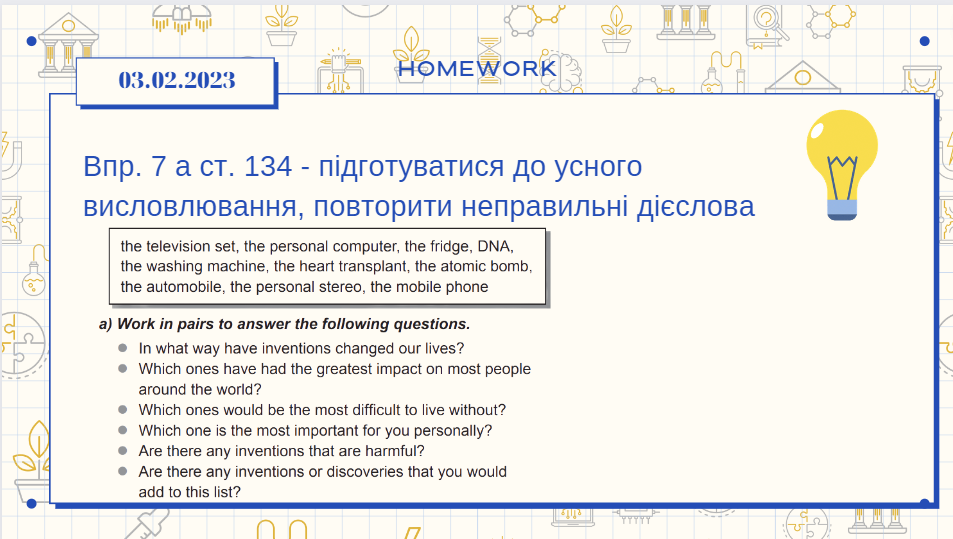 HOMEWORK
03.02.2023
Впр. 7 а ст. 134 - підготуватися до усного
висловлювання, повторити неправильні дієслова
the television set, the personal computer, the fridge, DNA,
the washing machine, the heart transplant, the atomic bomb,
the automobile, the personal stereo, the mobile phone
a) Work in pairs to answer the following questions.
In what way have inventions changed our lives?
Which ones have had the greatest impact on most people
around the world?
Which ones would be the most difficult to live without?
Which one is the most important for you personally?
Are there any inventions that are harmful?
Are there any inventions or discoveries that you would
add to this list?